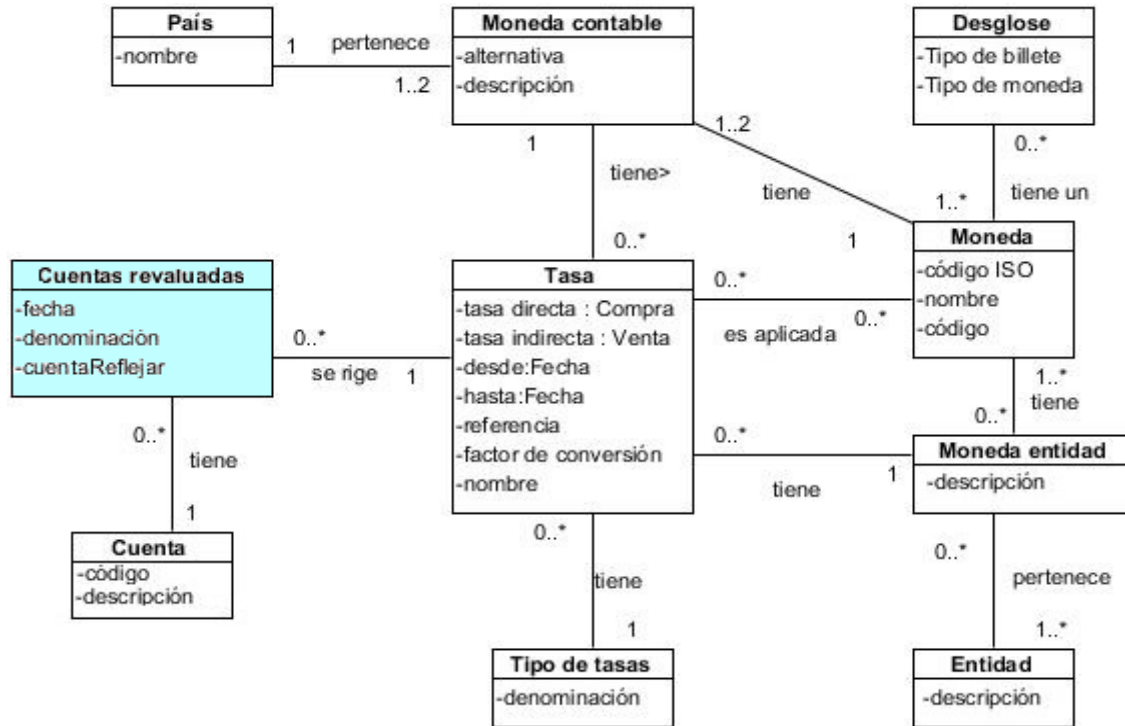 País
-nombre
1
pertenece
1..2
Moneda contable
-alternativa
-descripción
Desglose
-Tipo de billete
-Tipo de moneda
1
tiene>
0..*
1..2
tiene
1
0..*
tiene un
1..*
Cuentas revaluadas
-fecha
-denominación
-cuentaReflejar
0..*
se rige
1
Tasa
-tasa directa : Compra
-tasa indirecta : Venta
-desde:Fecha
-hasta:Fecha
-referencia
-factor de conversión
-nombre
0..*
es aplicada
0..*
Moneda
-código ISO
-nombre
-código
1..*
tiene
0..*
0..*
tiene
1
Moneda entidad
-descripción
0..*
tiene
1
Cuenta
-código
-descripción
0..*
tiene
1
Tipo de tasas
-denominación
0..*
pertenece
1..*
Entidad
-descripción